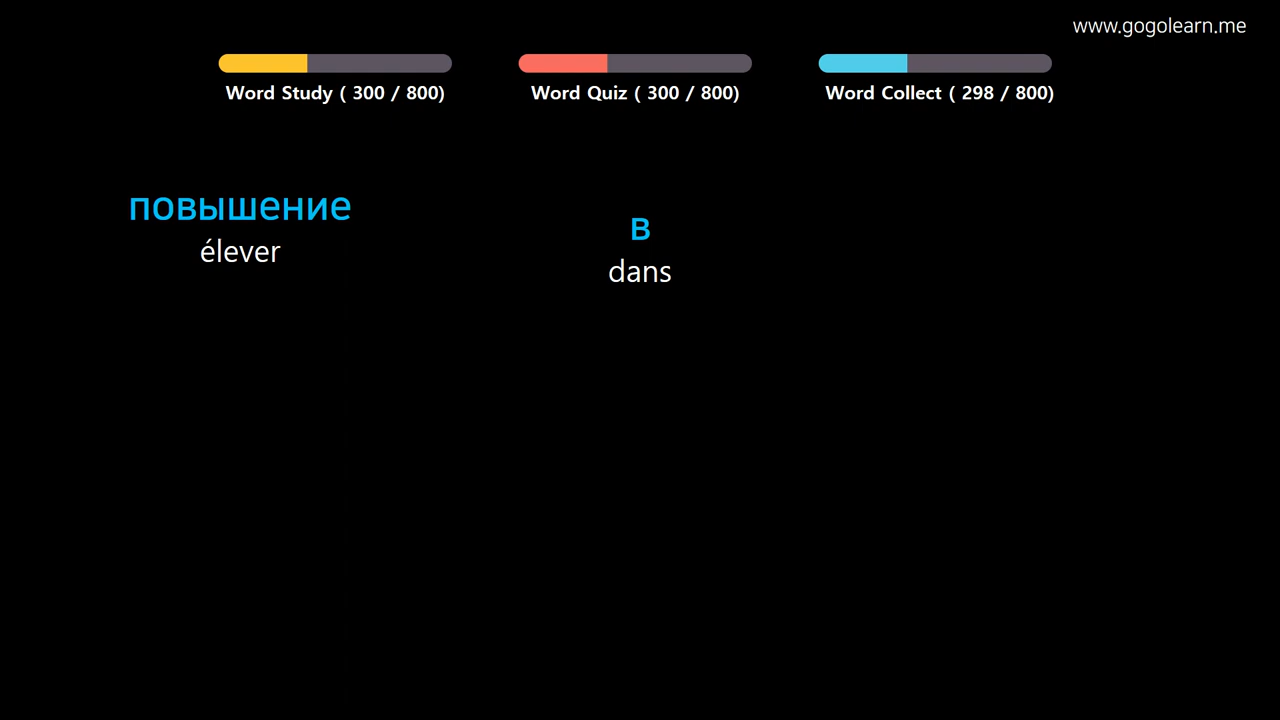 www.gogolearn.me
Word Study ( 300 / 800)
Word Quiz ( 300 / 800)
Word Collect ( 298 / 800)
повышение
élever
в
dans